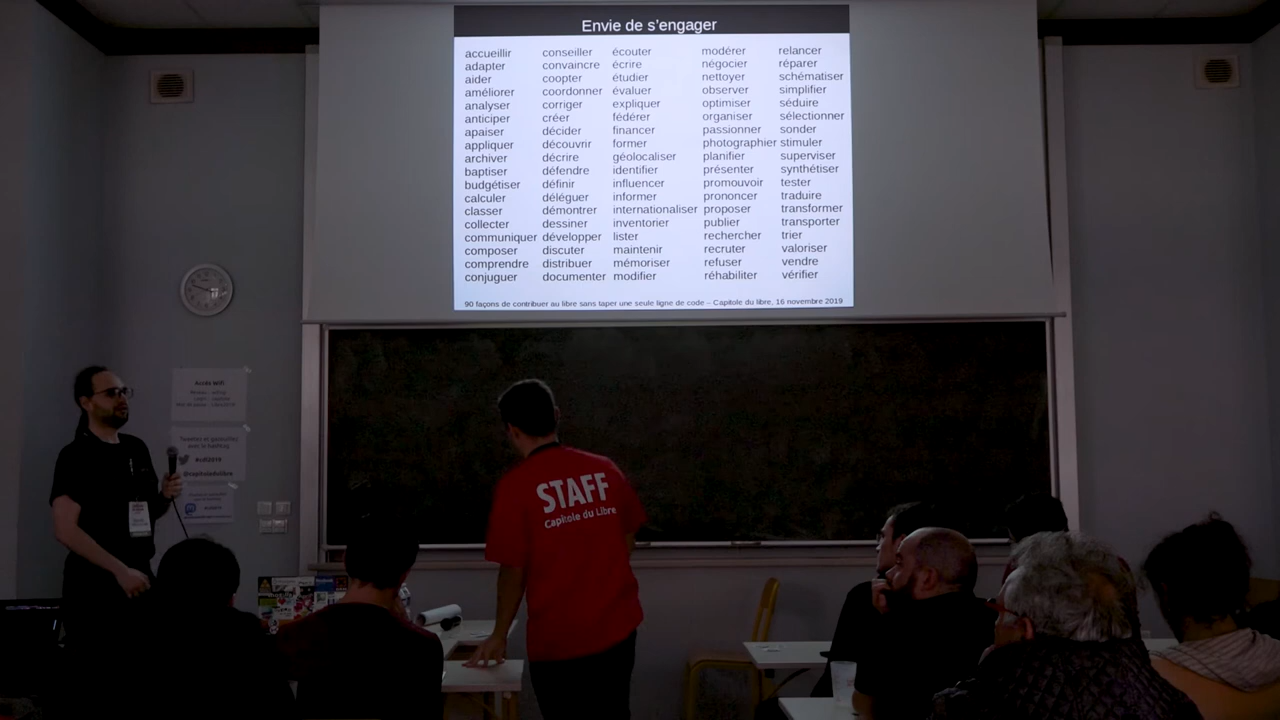 Envie de s'engager
accueillir
adapter
aider
améliorer
analyser
anticiper
apaiser
appliquer
archiver
baptiser
budgétiser
calculer
classer
collecter
communiquer
composer
comprendre
conjuguer
conseiller
convaincre
coopter
coordonner
corriger
créer
décider
découvrir
décrire
défendre
définir
déléguer
démontrer
dessiner
développer
discuter
distribuer
documenter
écouter
écrire
étudier
évaluer
expliquer
fédérer
financer
former
géolocaliser
identifier
influencer
informer
internationaliser
inventorier
lister
maintenir
mémoriser
modifier
modérer
négocier
nettoyer
observer
optimiser
organiser
passionner
photographier
planifier
présenter
promouvoir
prononcer
proposer
publier
rechercher
recruter
refuser
réhabiliter
relancer
réparer
schématiser
simplifier
séduire
sélectionner
sonder
stimuler
superviser
synthétiser
tester
traduire
transformer
transporter
trier
valoriser
vendre
vérifier
90 façons de contribuer au libre sans taper une seule ligne de code – Capitole du libre, 16 novembre 2019
Accès Wifi
#cdl2019
@capitoledulibre
STAFF
Capitole du Libre